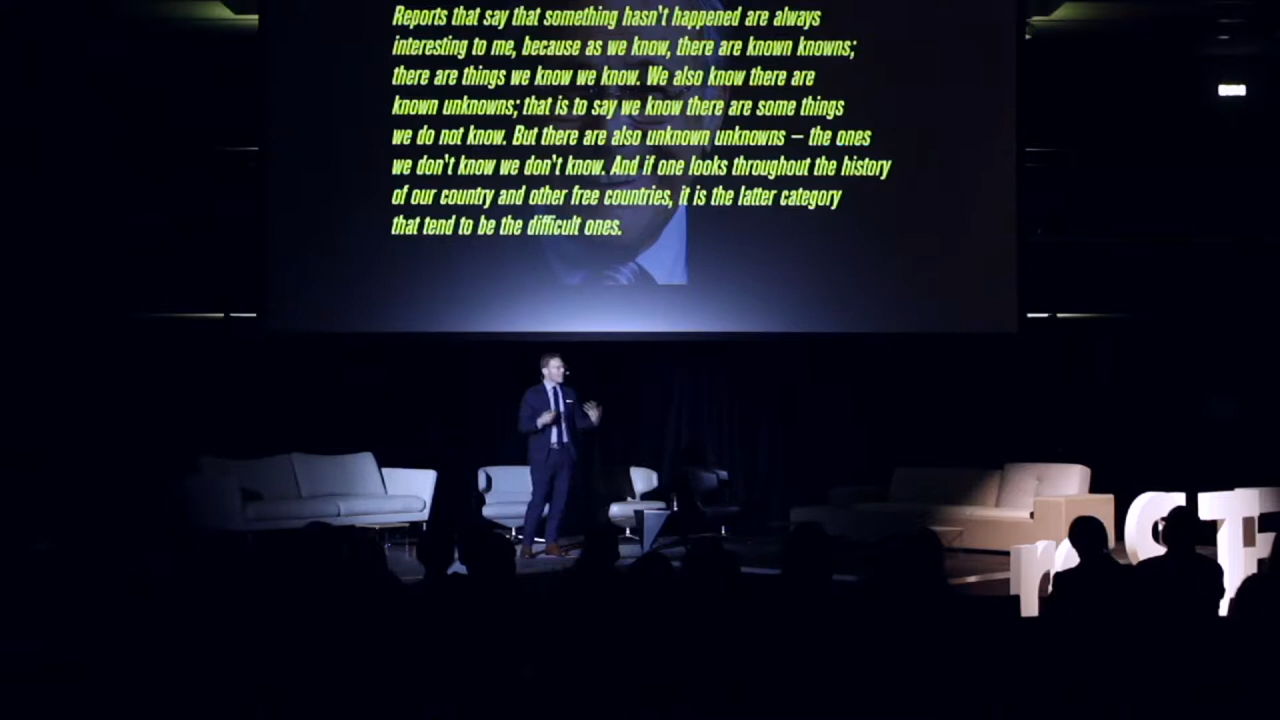 Reports that say that something hasn't happened are always
interesting to me, because as we know, there are known knowns;
there are things we know we know. We also know there are
known unknowns; that is to say we know there are some things
we do not know. But there are also unknown unknowns – the ones
we don't know we don't know. And if one looks throughout the history
of our country and other free countries, it is the latter category
that tend to be the difficult ones.